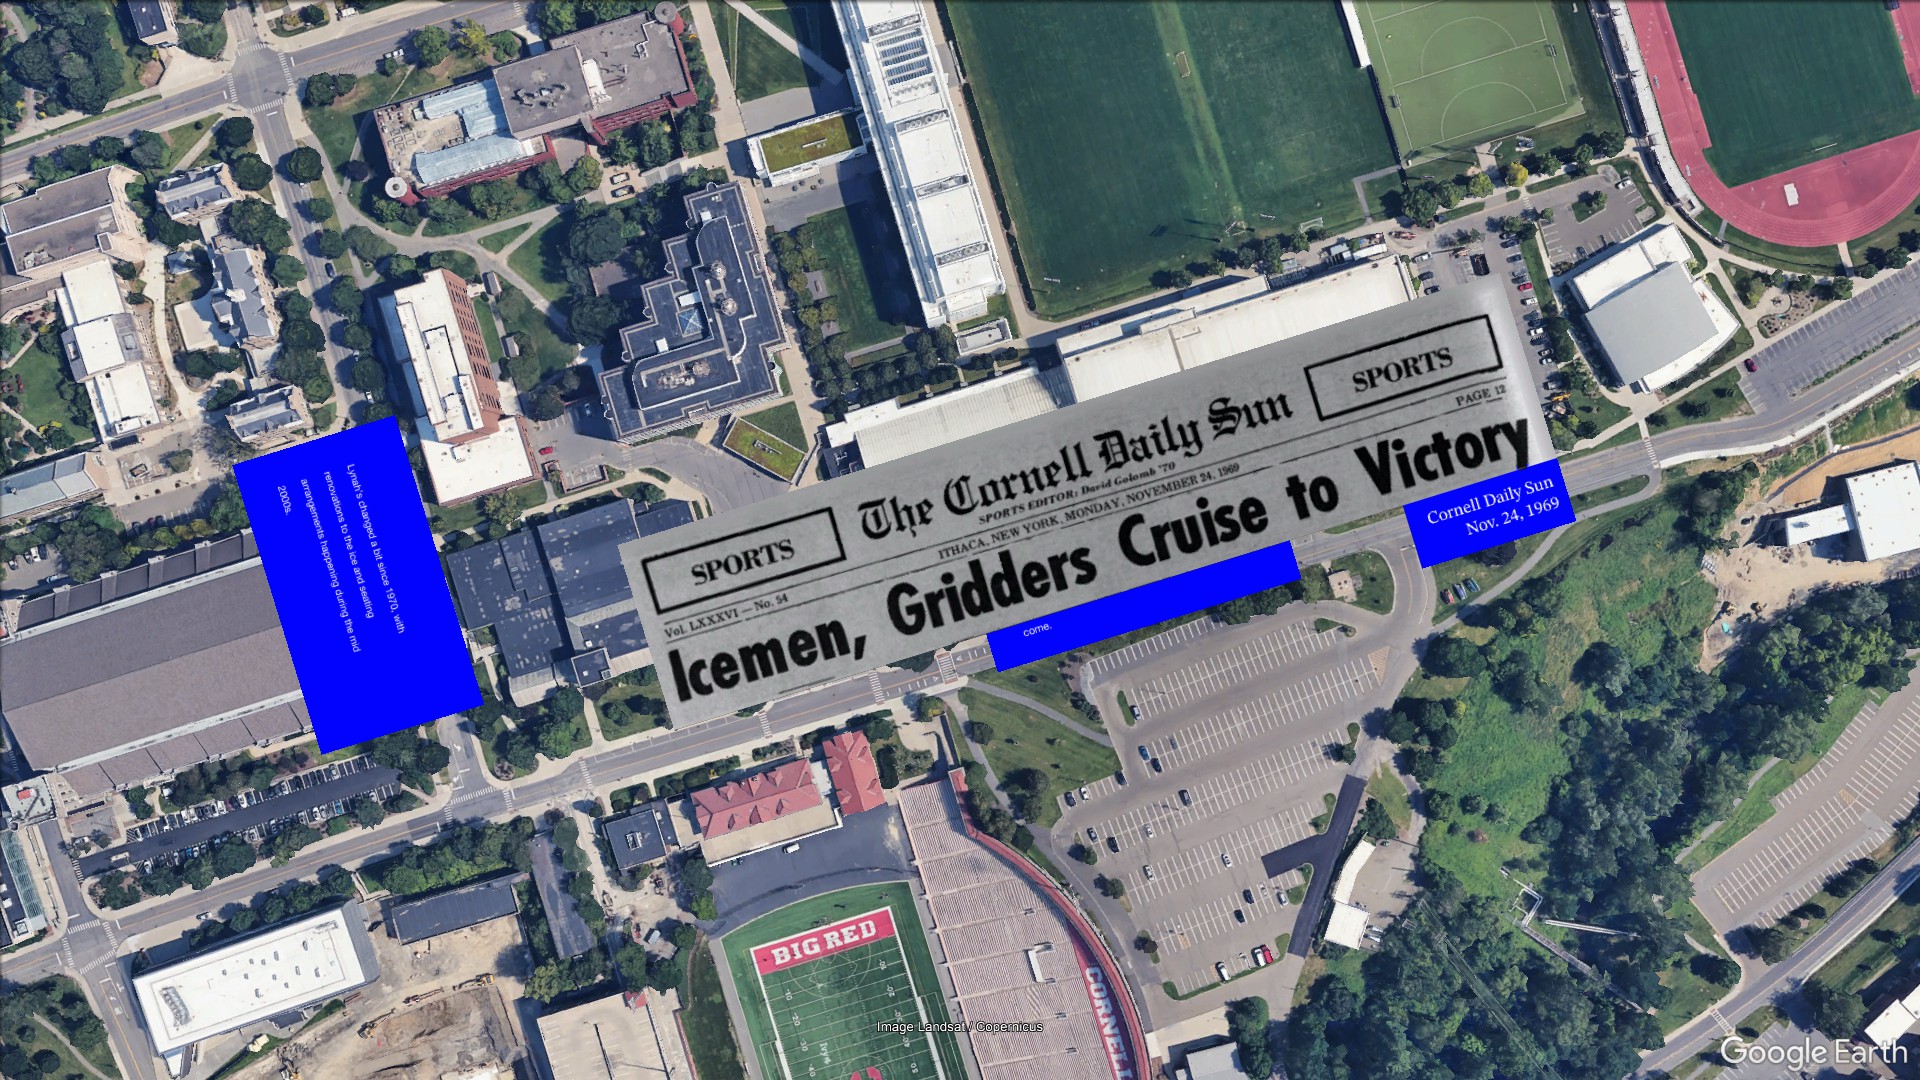 Lynah's changed a bit since 1970, with
renovations to the ice and seating
arrangements happening during the mid
2000s.
SPORTS
The Cornell Daily Sun
SPORTS
SPORTS EDITOR: David Golomb '70
Vol. LXXXVI — No. 54
ITHACA, NEW YORK, MONDAY, NOVEMBER 24, 1969
PAGE 12
Icemen, Gridders Cruise to Victory
come.
Cornell Daily Sun
Nov. 24, 1969
BIG RED
CORNELL
Image Landsat / Copernicus
Google Earth